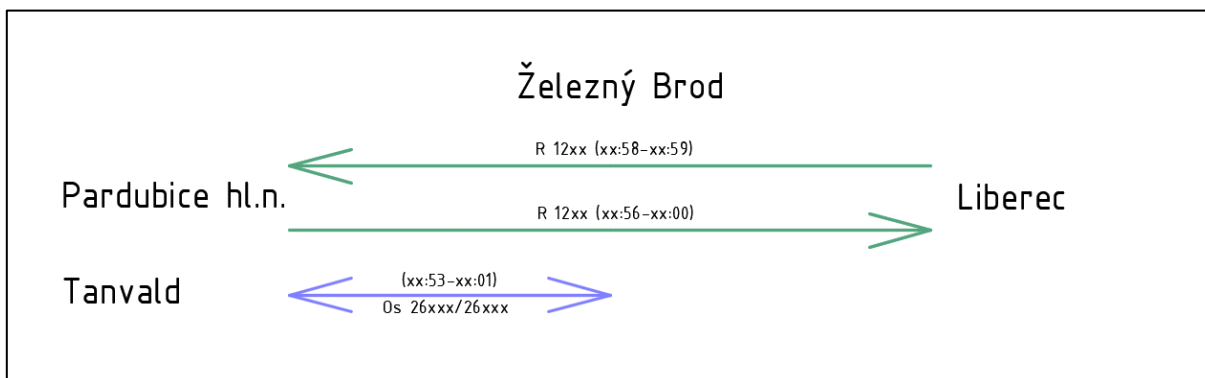 Železný Brod
R 12xx (xx:58-xx:59)
Pardubice hl.n.
Liberec
R 12xx (xx:56-xx:00)
Tanvald
(xx:53-xx:01)
Os 26xxx/26xxx